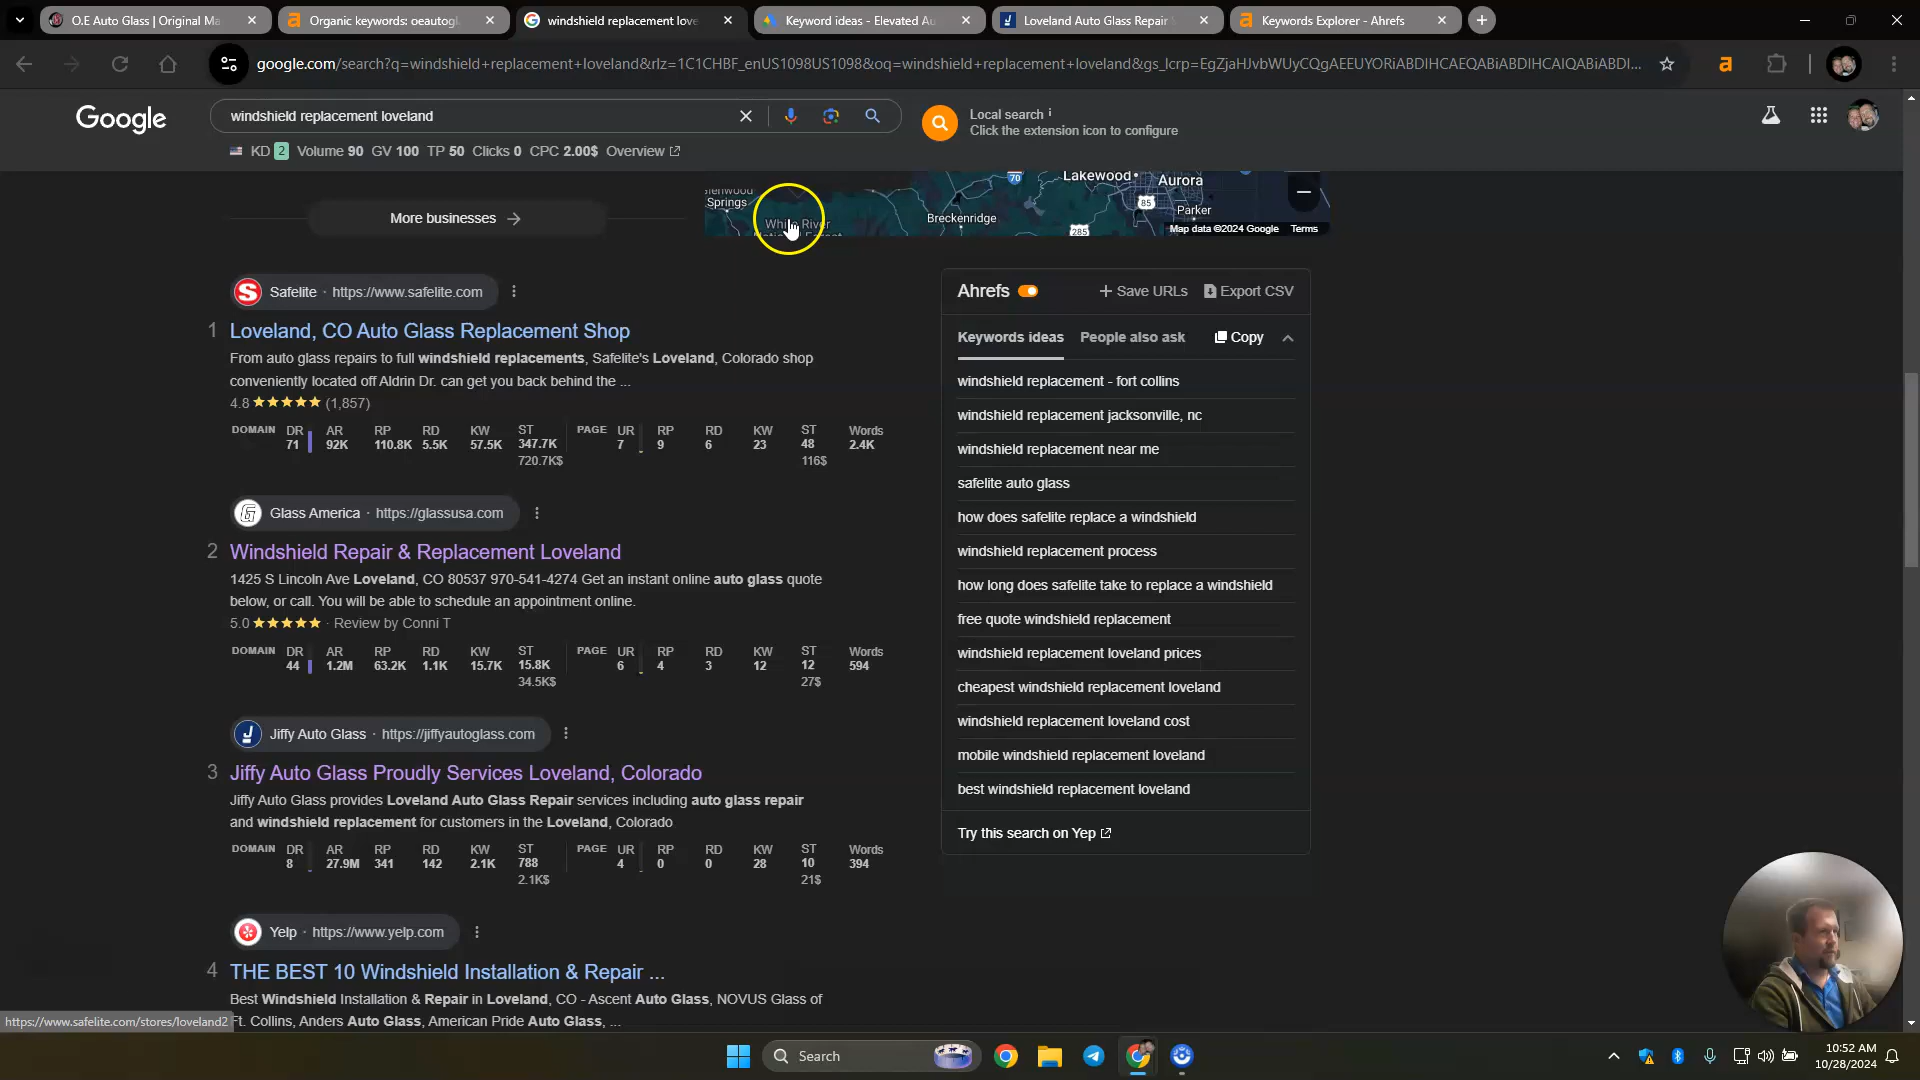 O.E Auto Glass | Original Ma
Organic keywords: oeautogl
windshield replacement love
Keyword ideas - Elevated Au
Loveland Auto Glass Repair
Keywords Explorer - Ahrefs
google.com/search?q=windshield+replacement+loveland&rlz=1C1CHBF_enUS1098US1098&oq=windshield+replacement+loveland&gs_lcrp=EgZjaHJvbWUyCQgAEEUYORiABDIHCAEQABiABDIHCAIQABiABDI...
Google
windshield replacement loveland
Local search i
Click the extension icon to configure
KD 2 Volume 90 GV 100 TP 50 Clicks 0 CPC 2.00$ Overview
More businesses
Springs
White River
Breckenridge
70
Lakewood
Aurora
85
Parker
285
Map data ©2024 Google Terms
Safelite · https://www.safelite.com
1 Loveland, CO Auto Glass Replacement Shop
From auto glass repairs to full windshield replacements, Safelite's Loveland, Colorado shop
conveniently located off Aldrin Dr. can get you back behind the ...
4.8 (1,857)
DOMAIN DR AR RP RD KW ST PAGE UR RP RD KW ST Words
71 92K 110.8K 5.5K 57.5K 347.7K 7 9 6 23 48 2.4K
720.7K$ 116$
Glass America · https://glassusa.com
2 Windshield Repair & Replacement Loveland
1425 S Lincoln Ave Loveland, CO 80537 970-541-4274 Get an instant online auto glass quote
below, or call. You will be able to schedule an appointment online.
5.0 · Review by Conni T
DOMAIN DR AR RP RD KW ST PAGE UR RP RD KW ST Words
44 1.2M 63.2K 1.1K 15.7K 15.8K 6 4 3 12 12 594
34.5K$ 27$
Jiffy Auto Glass · https://jiffyautoglass.com
3 Jiffy Auto Glass Proudly Services Loveland, Colorado
Jiffy Auto Glass provides Loveland Auto Glass Repair services including auto glass repair
and windshield replacement for customers in the Loveland, Colorado
DOMAIN DR AR RP RD KW ST PAGE UR RP RD KW ST Words
8 27.9M 341 142 2.1K 788 4 0 0 28 10 394
2.1K$ 21$
Yelp · https://www.yelp.com
4 THE BEST 10 Windshield Installation & Repair ...
Best Windshield Installation & Repair in Loveland, CO - Ascent Auto Glass, NOVUS Glass of
Ft. Collins, Anders Auto Glass, American Pride Auto Glass, ...
Ahrefs
Save URLs
Export CSV
Keywords ideas
People also ask
Copy
windshield replacement - fort collins
windshield replacement jacksonville, nc
windshield replacement near me
safelite auto glass
how does safelite replace a windshield
windshield replacement process
how long does safelite take to replace a windshield
free quote windshield replacement
windshield replacement loveland prices
cheapest windshield replacement loveland
windshield replacement loveland cost
mobile windshield replacement loveland
best windshield replacement loveland
Try this search on Yep
https://www.safelite.com/stores/loveland2
Search
10:52 AM
10/28/2024